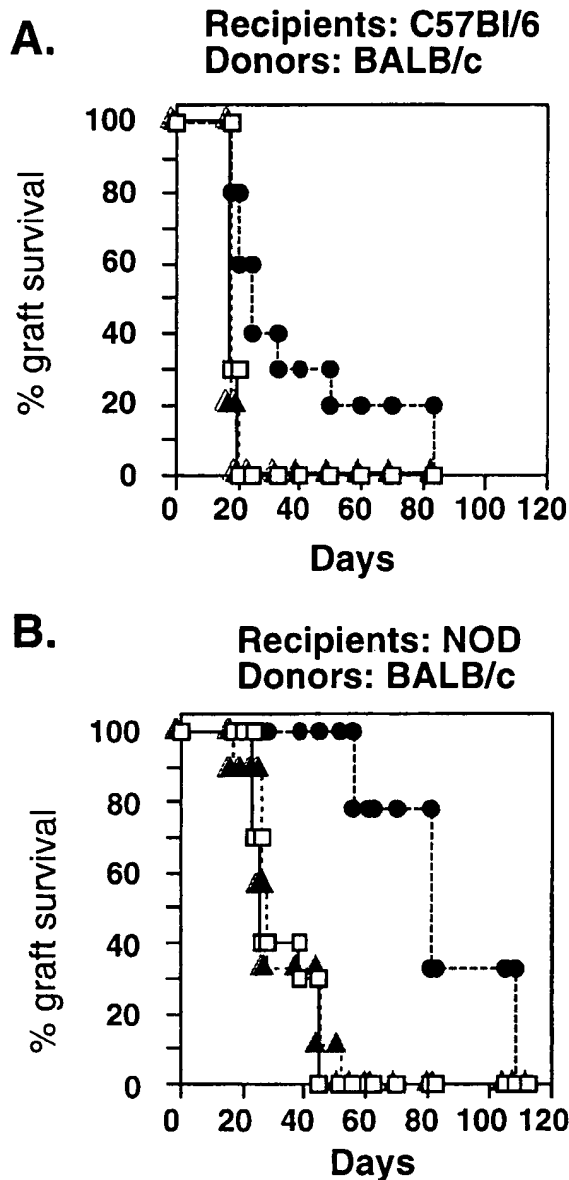 A.
Recipients: C57Bl/6
Donors: BALB/c
% graft survival
100
80
60
40
20
0
0 20 40 60 80 100 120
Days
B.
Recipients: NOD
Donors: BALB/c
% graft survival
100
80
60
40
20
0
0 20 40 60 80 100 120
Days